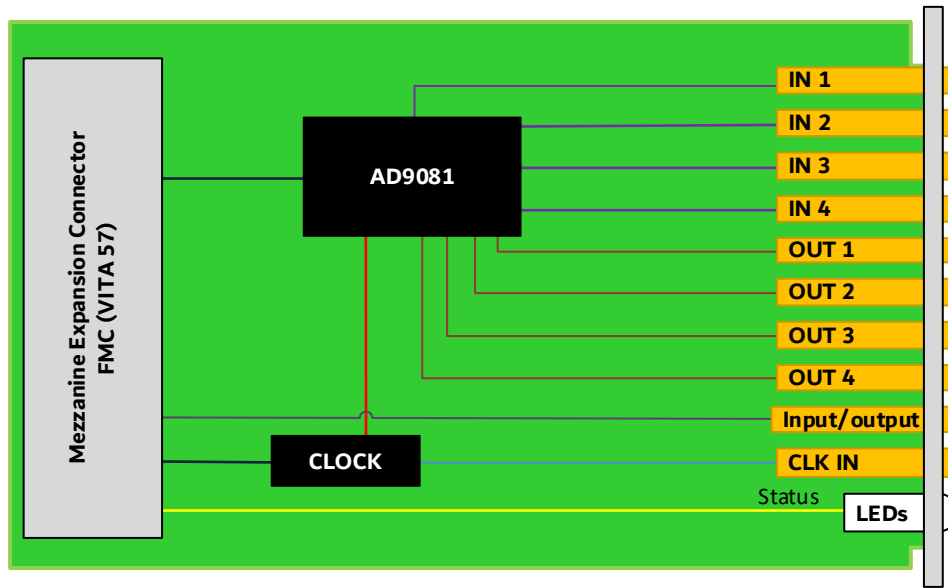 Mezzanine Expansion Connector
FMC (VITA 57)
AD9081
CLOCK
IN 1
IN 2
IN 3
IN 4
OUT 1
OUT 2
OUT 3
OUT 4
Input/output
CLK IN
Status
LEDs